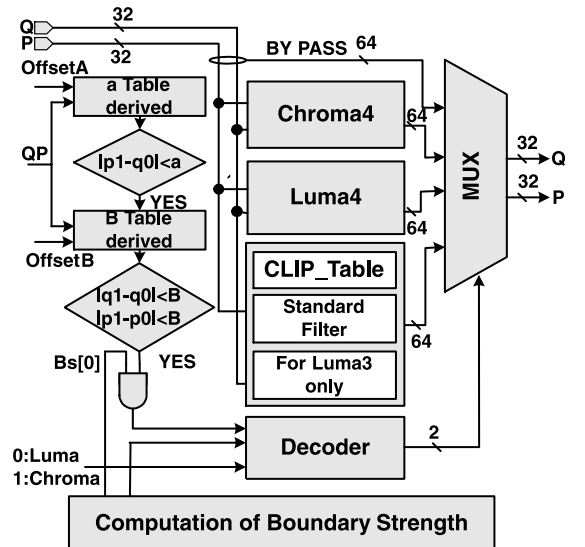 Q
32
P
32
OffsetA
a Table
derived
QP
|p1-q0|<a
YES
B Table
derived
OffsetB
|q1-q0|<B
|p1-p0|<B
Bs[0]
YES
BY PASS
64
Chroma4
64
Luma4
64
CLIP_Table
Standard
Filter
64
For Luma3
only
MUX
32
Q
32
P
0:Luma
1:Chroma
Decoder
2
Computation of Boundary Strength